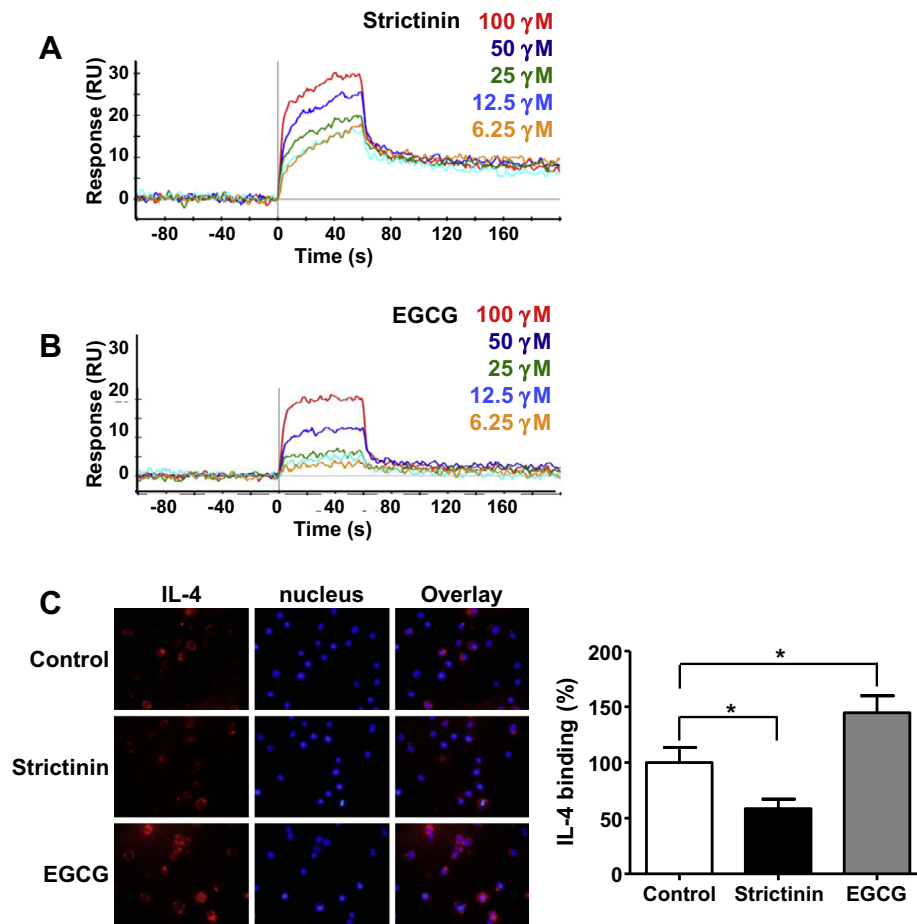 A
Strictinin 100 γM
50 γM
25 γM
12.5 γM
6.25 γM
Response (RU)
30
20
10
0
-80 -40 0 40 80 120 160
Time (s)
B
EGCG 100 γM
50 γM
25 γM
12.5 γM
6.25 γM
Response (RU)
30
20
10
0
-80 -40 0 40 80 120 160
Time (s)
C
IL-4 nucleus Overlay
Control
Strictinin
EGCG
IL-4 binding (%)
200
150
100
50
0
*
*
Control Strictinin EGCG